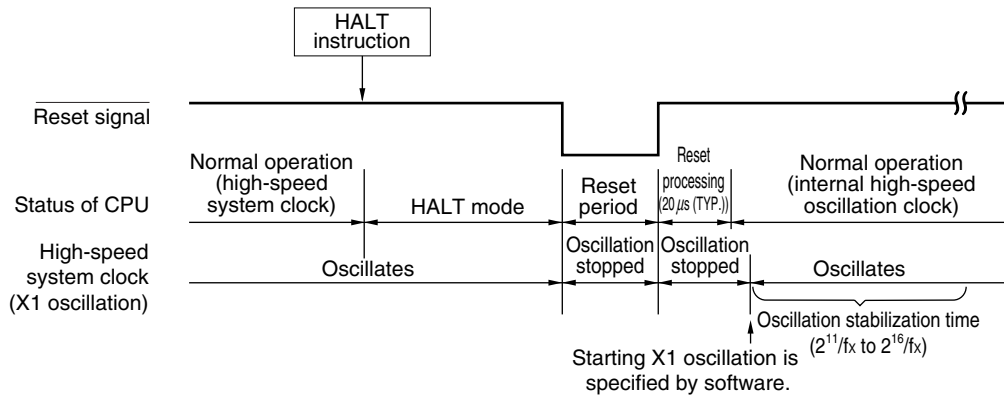 HALT
instruction
Reset signal
Normal operation
(high-speed
system clock)
HALT mode
Reset
period
Reset
processing
(20 μs (TYP.))
Normal operation
(internal high-speed
oscillation clock)
Status of CPU
High-speed
system clock
(X1 oscillation)
Oscillates
Oscillation
stopped
Oscillation
stopped
Oscillates
Oscillation stabilization time
(2¹¹/fx to 2¹⁶/fx)
Starting X1 oscillation is
specified by software.